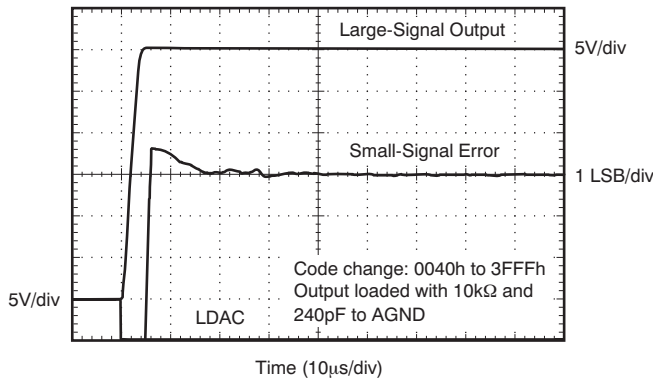 Large-Signal Output
5V/div
Small-Signal Error
1 LSB/div
Code change: 0040h to 3FFFh
Output loaded with 10kΩ and
240pF to AGND
5V/div
LDAC
Time (10µs/div)